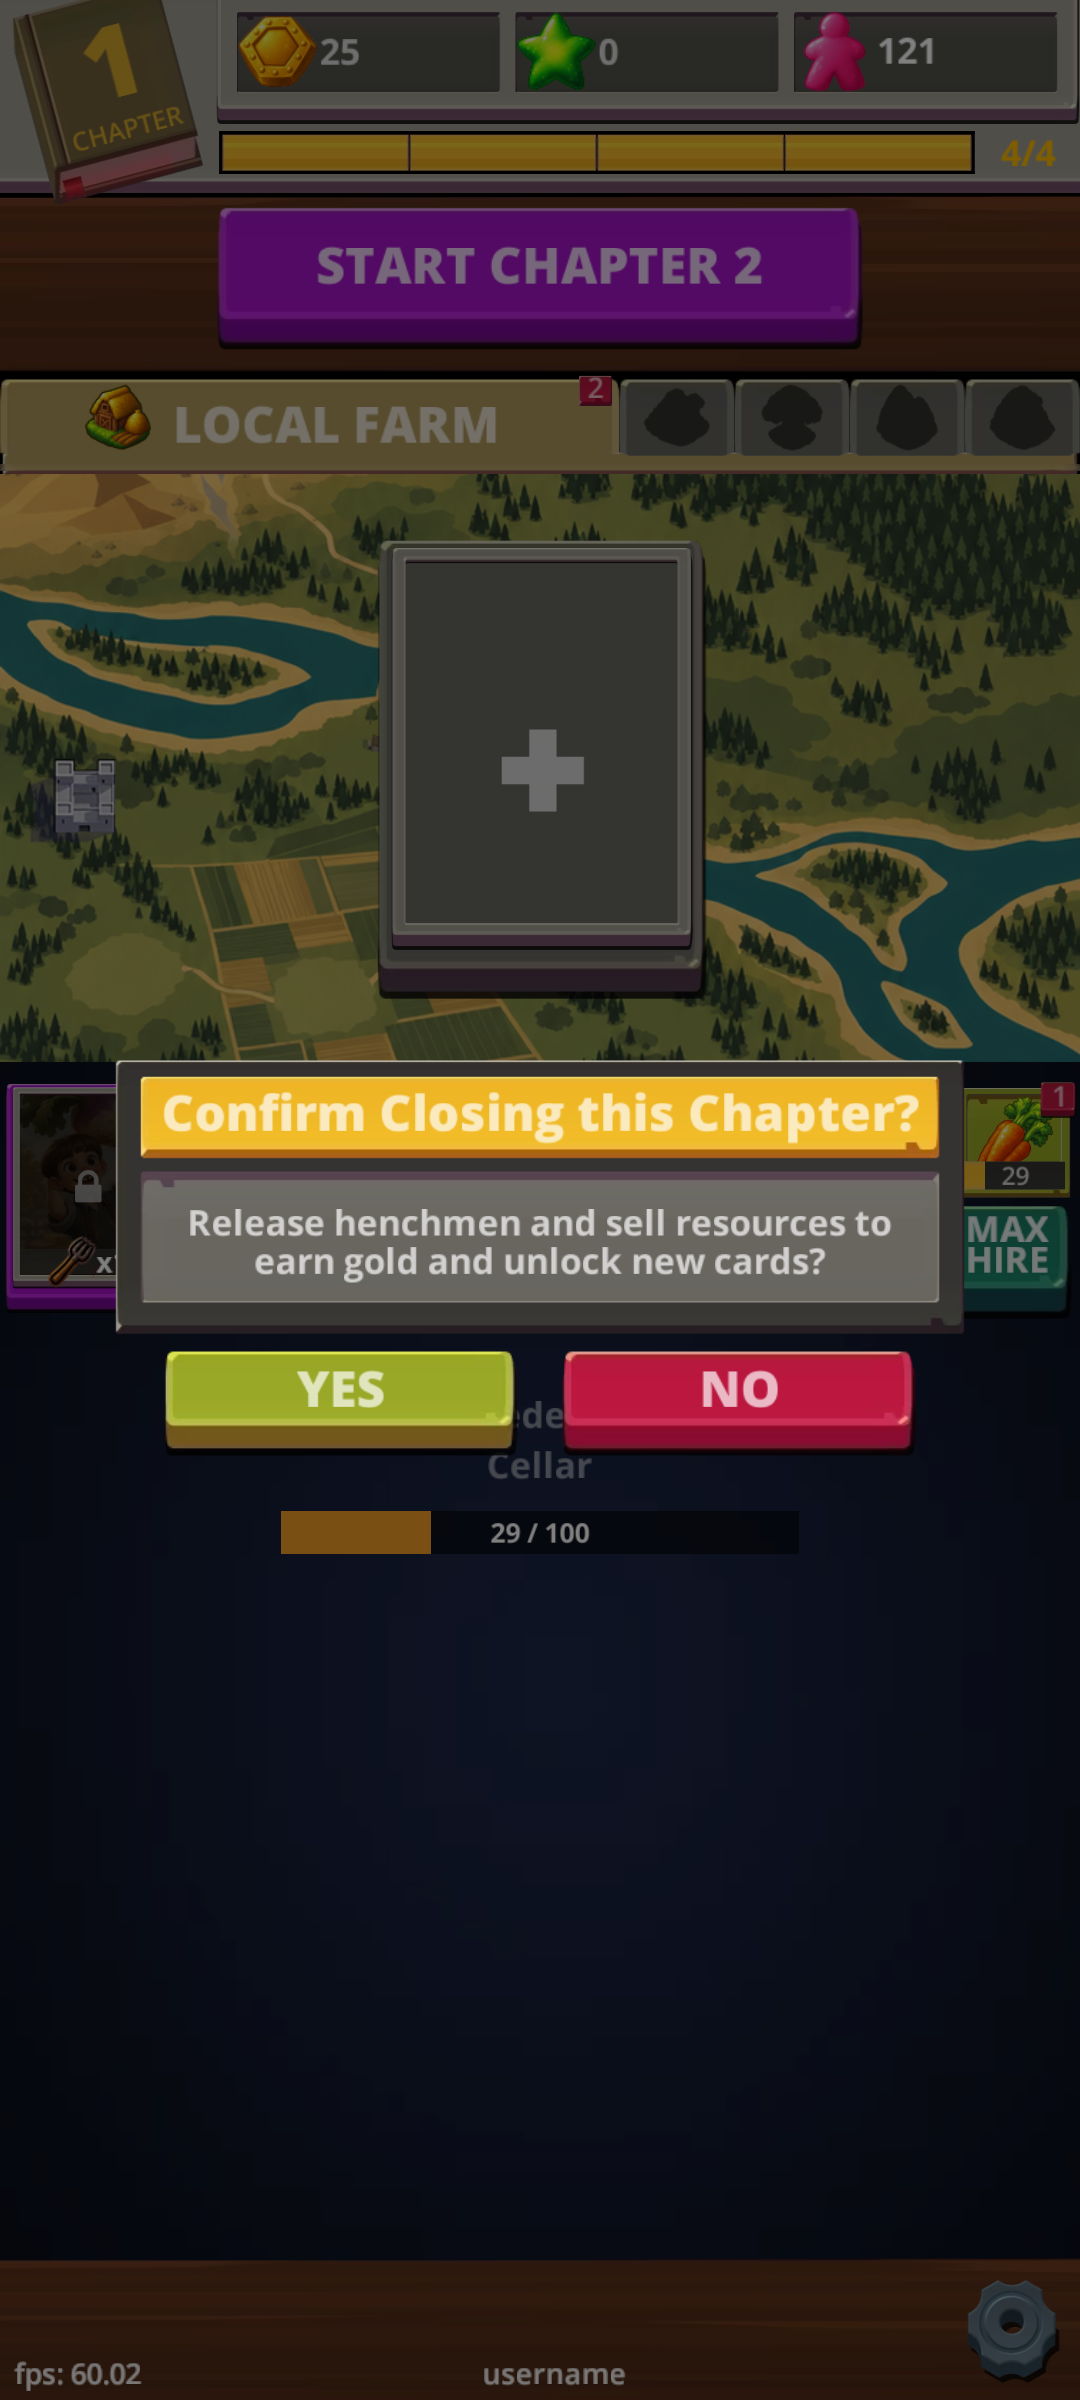 1
CHAPTER
25
0
121
4/4
START CHAPTER 2
LOCAL FARM
2
Confirm Closing this Chapter?
1
29
Release henchmen and sell resources to
earn gold and unlock new cards?
MAX
HIRE
YES
NO
Cellar
29 / 100
fps: 60.02
username